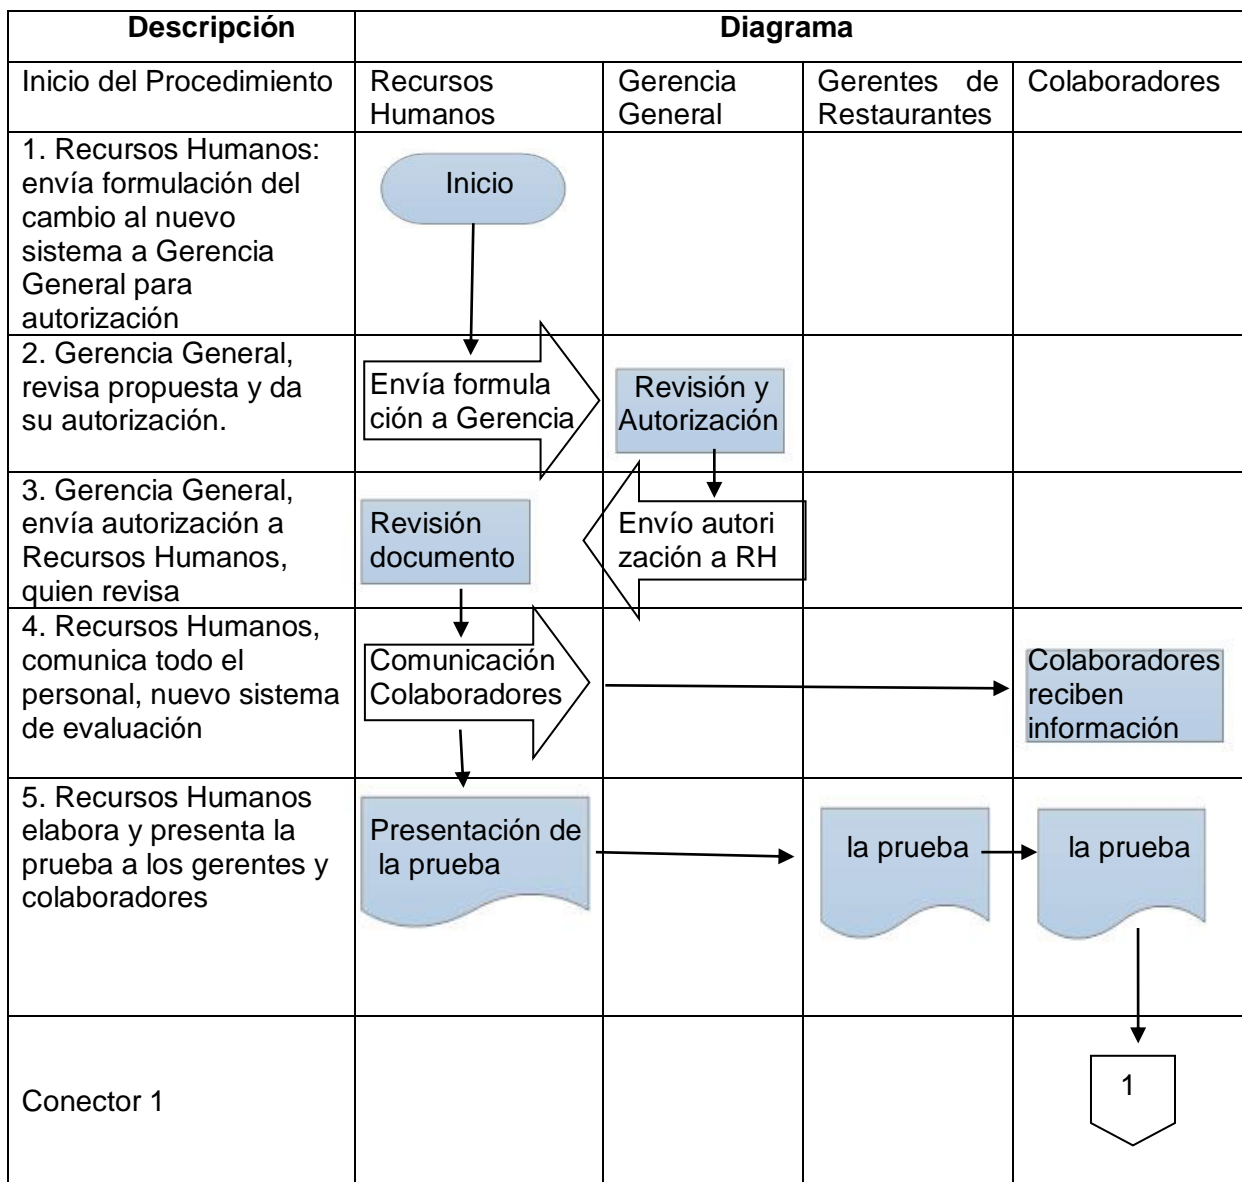 Descripción
Diagrama
Inicio del Procedimiento
Recursos
Humanos
Gerencia
General
Gerentes de
Restaurantes
Colaboradores
1. Recursos Humanos:
envía formulación del
cambio al nuevo
sistema a Gerencia
General para
autorización
Inicio
2. Gerencia General,
revisa propuesta y da
su autorización.
Envía formula
ción a Gerencia
Revisión y
Autorización
3. Gerencia General,
envía autorización a
Recursos Humanos,
quien revisa
Revisión
documento
Envío autori
zación a RH
4. Recursos Humanos,
comunica todo el
personal, nuevo sistema
de evaluación
Comunicación
Colaboradores
Colaboradores
reciben
información
5. Recursos Humanos
elabora y presenta la
prueba a los gerentes y
colaboradores
Presentación de
la prueba
la prueba
la prueba
Conector 1
1